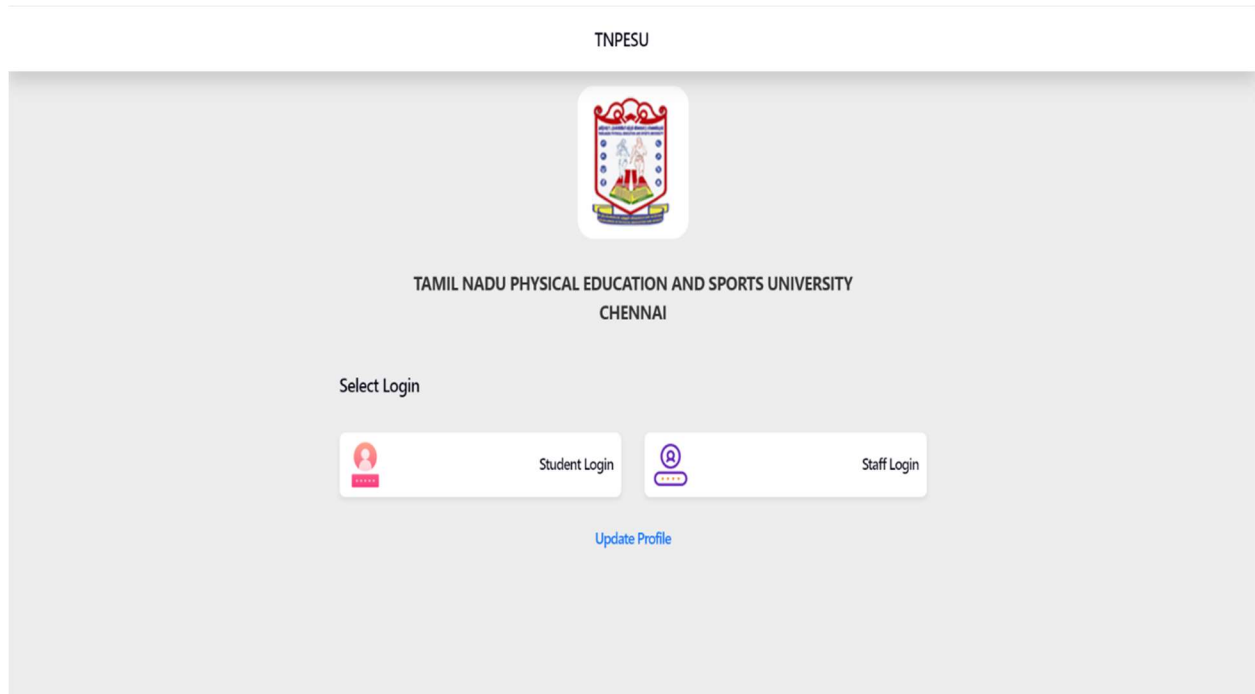 TNPESU
TAMIL NADU PHYSICAL EDUCATION AND SPORTS UNIVERSITY
CHENNAI
Select Login
Student Login
Staff Login
Update Profile